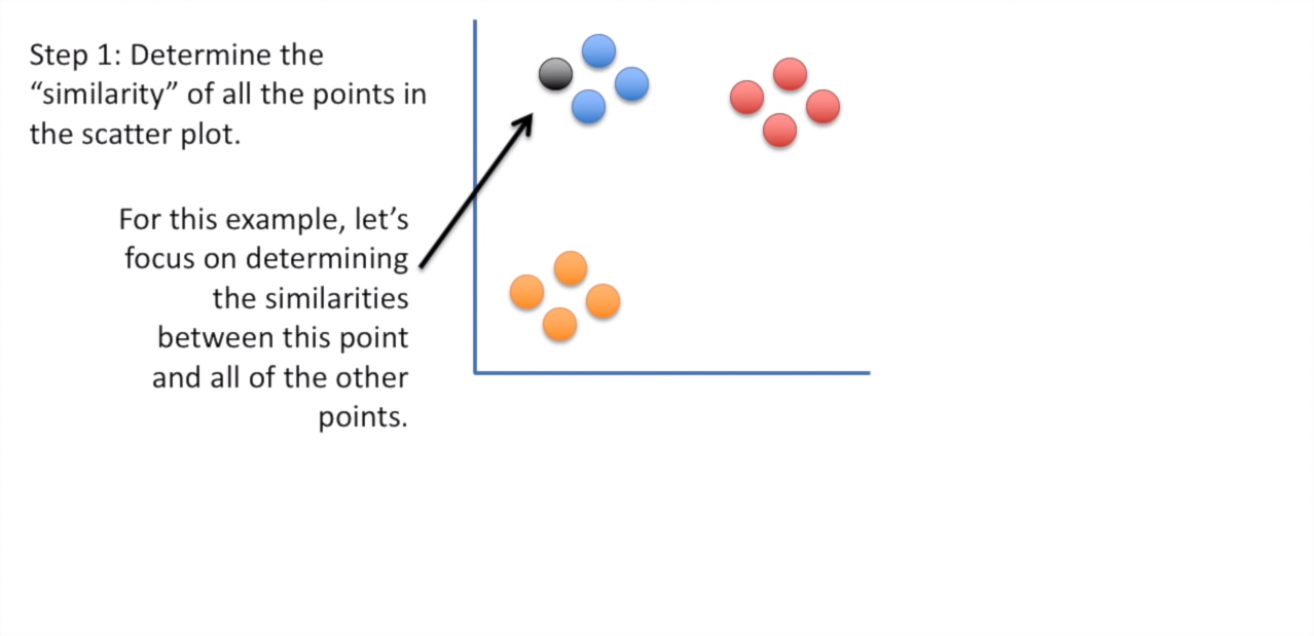 Step 1: Determine the
“similarity” of all the points in
the scatter plot.
For this example, let’s
focus on determining
the similarities
between this point
and all of the other
points.